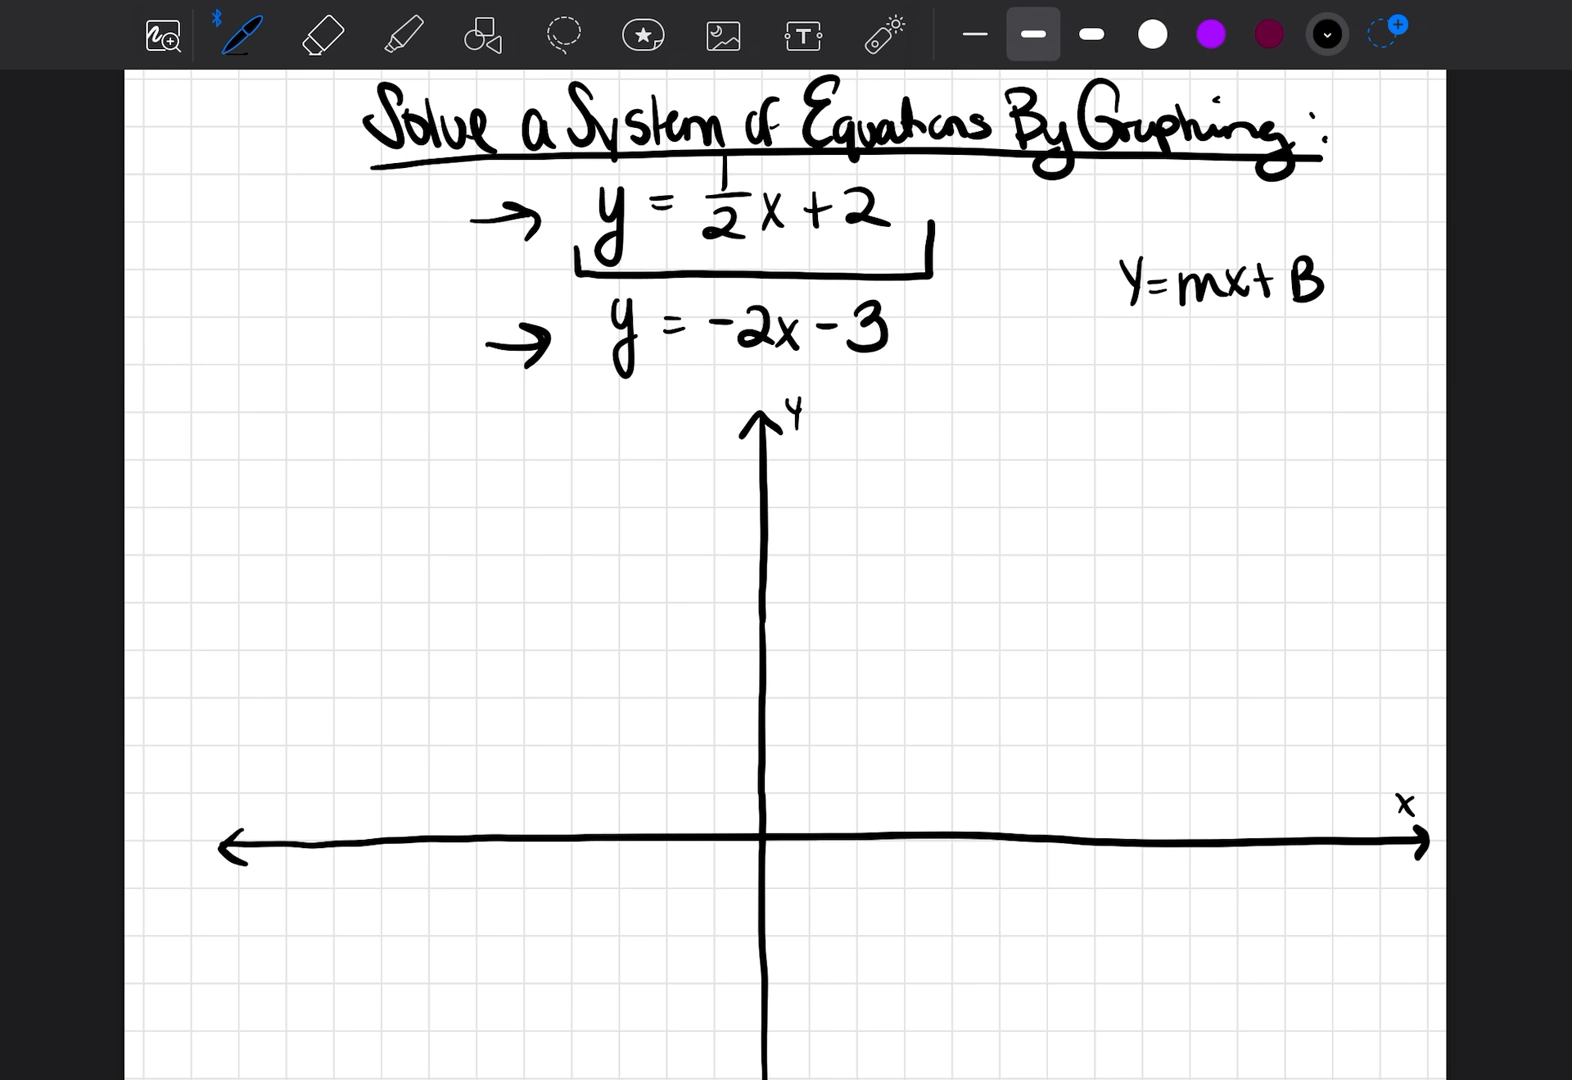 Solve a System of Equations By Graphing:
→ y = 1/2 x + 2
y = mx + B
→ y = -2x - 3
y
x